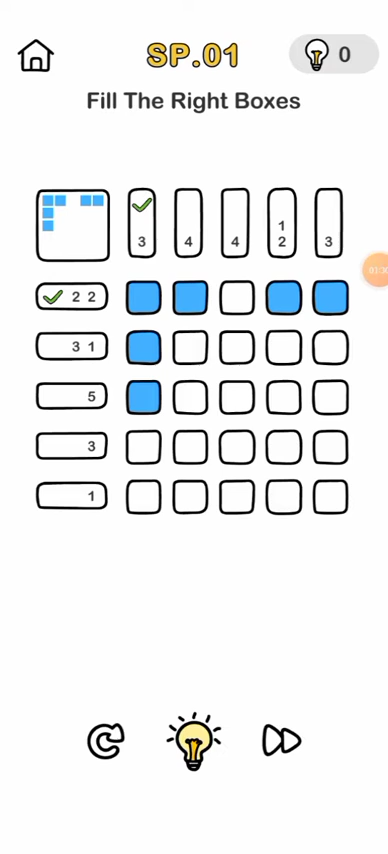 SP.01
0
Fill The Right Boxes
1
3 4 4 2 3
2 2
3 1
5
3
1